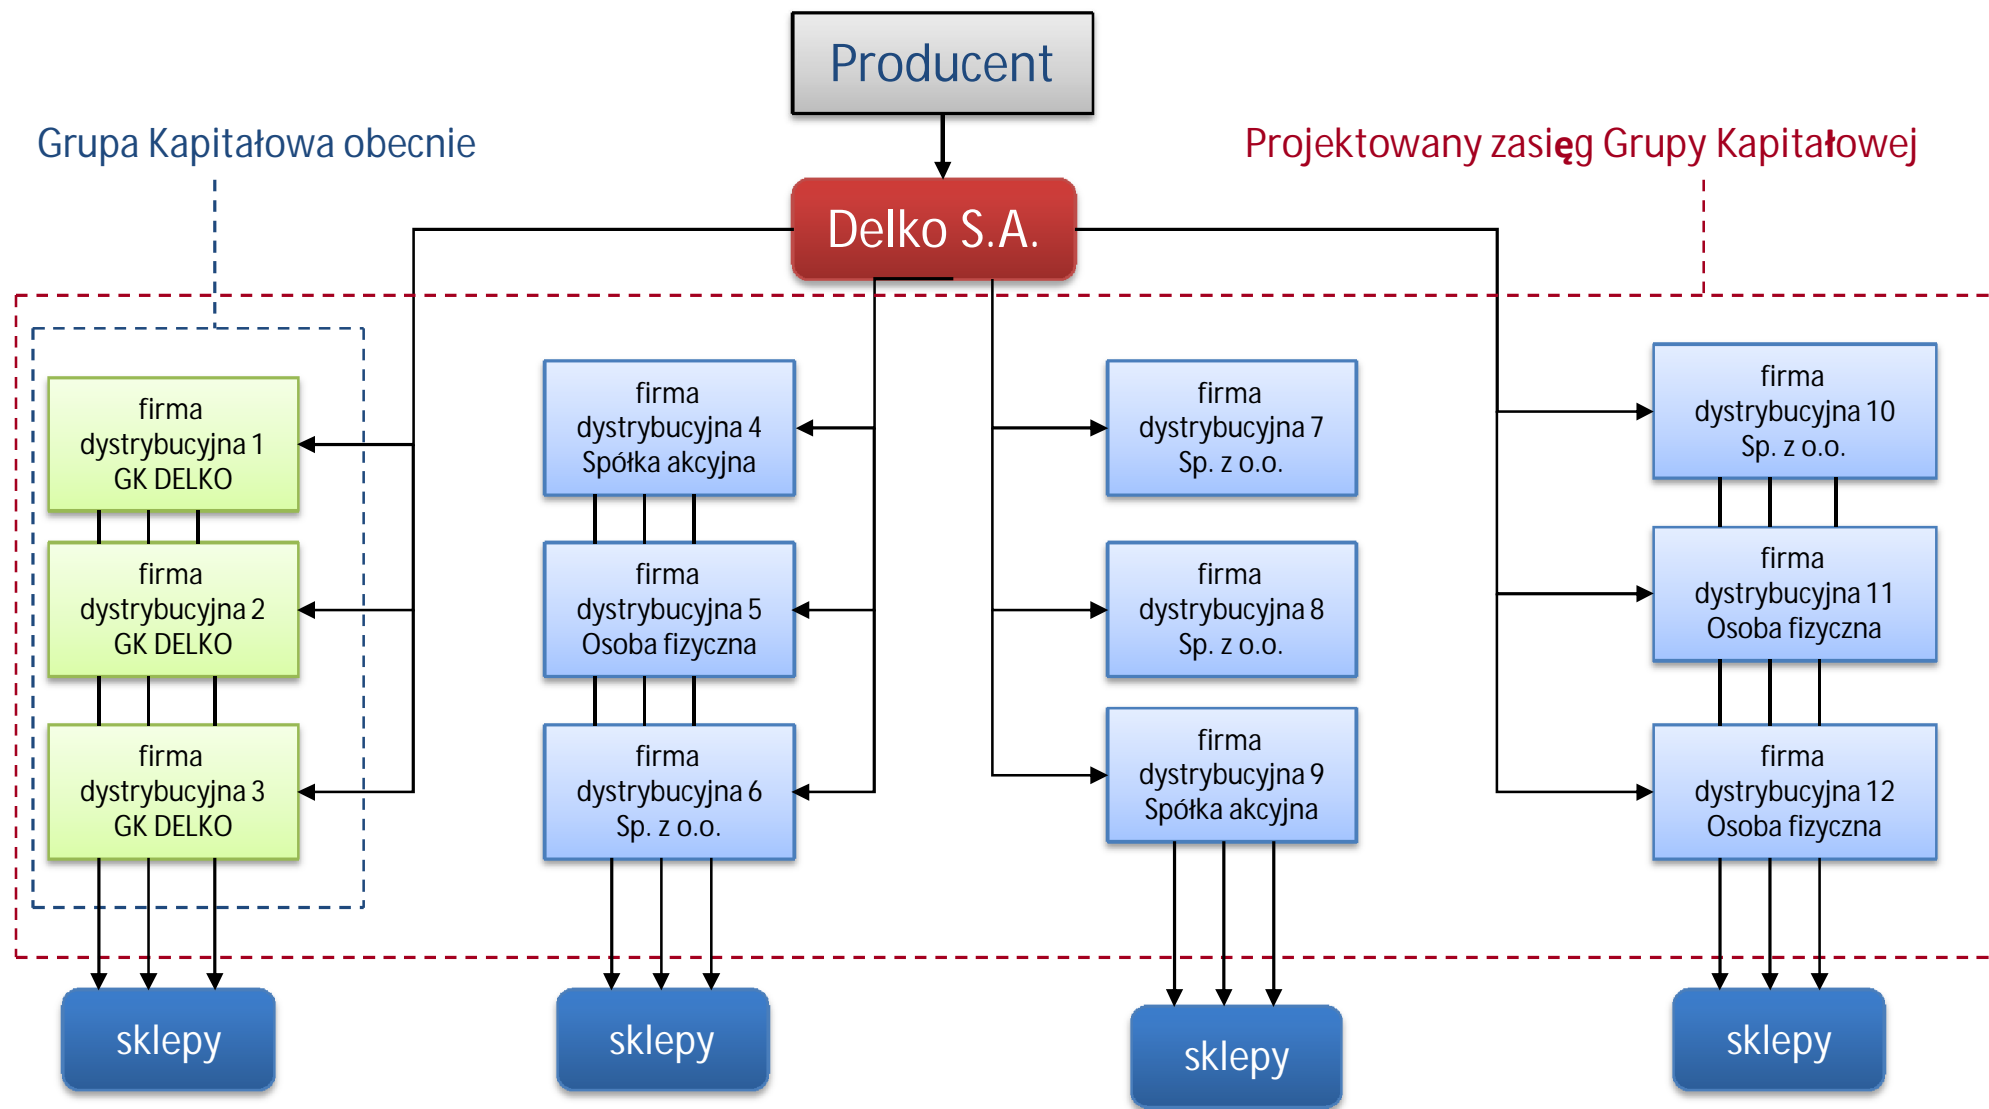 Producent
Grupa Kapitałowa obecnie
Projektowany zasięg Grupy Kapitałowej
Delko S.A.
firma
dystrybucyjna 1
GK DELKO
firma
dystrybucyjna 2
GK DELKO
firma
dystrybucyjna 3
GK DELKO
sklepy
firma
dystrybucyjna 4
Spółka akcyjna
firma
dystrybucyjna 5
Osoba fizyczna
firma
dystrybucyjna 6
Sp. z o.o.
sklepy
firma
dystrybucyjna 7
Sp. z o.o.
firma
dystrybucyjna 8
Sp. z o.o.
firma
dystrybucyjna 9
Spółka akcyjna
sklepy
firma
dystrybucyjna 10
Sp. z o.o.
firma
dystrybucyjna 11
Osoba fizyczna
firma
dystrybucyjna 12
Osoba fizyczna
sklepy